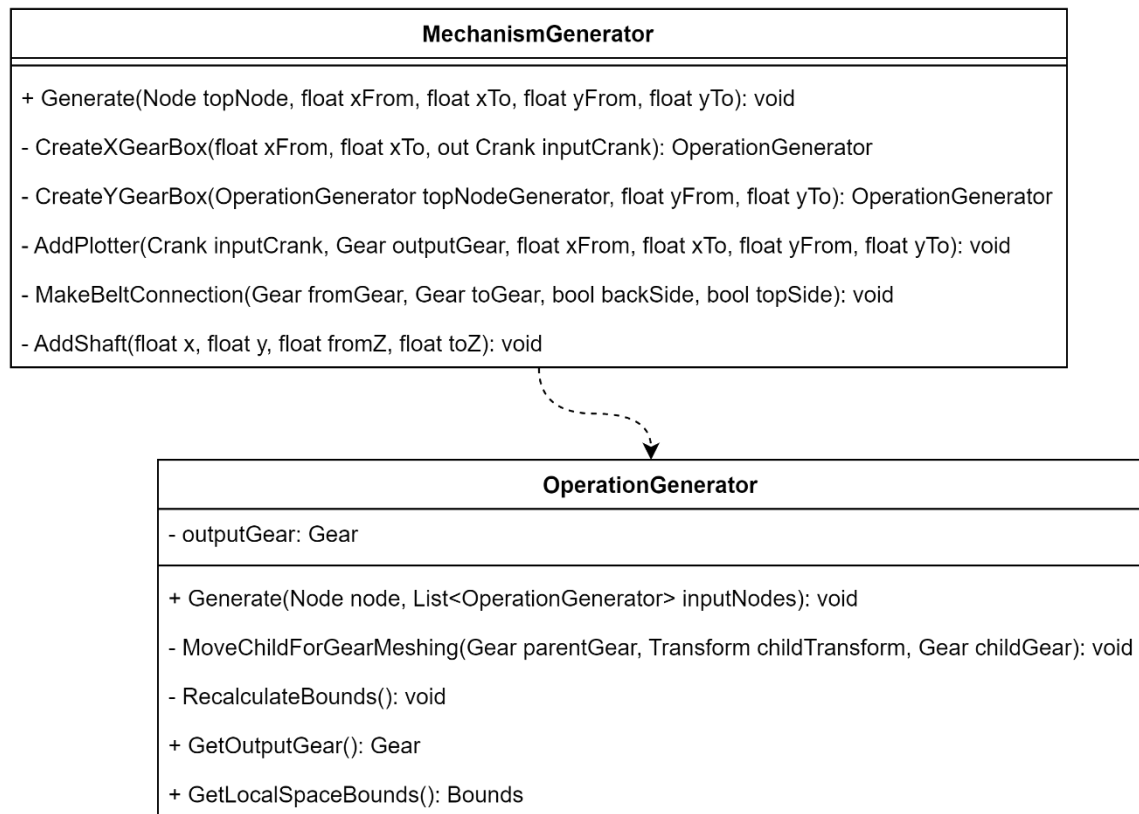 MechanismGenerator
+ Generate(Node topNode, float xFrom, float xTo, float yFrom, float yTo): void
- CreateXGearBox(float xFrom, float xTo, out Crank inputCrank): OperationGenerator
- CreateYGearBox(OperationGenerator topNodeGenerator, float yFrom, float yTo): OperationGenerator
- AddPlotter(Crank inputCrank, Gear outputGear, float xFrom, float xTo, float yFrom, float yTo): void
- MakeBeltConnection(Gear fromGear, Gear toGear, bool backSide, bool topSide): void
- AddShaft(float x, float y, float fromZ, float toZ): void
OperationGenerator
- outputGear: Gear
+ Generate(Node node, List<OperationGenerator> inputNodes): void
- MoveChildForGearMeshing(Gear parentGear, Transform childTransform, Gear childGear): void
- RecalculateBounds(): void
+ GetOutputGear(): Gear
+ GetLocalSpaceBounds(): Bounds